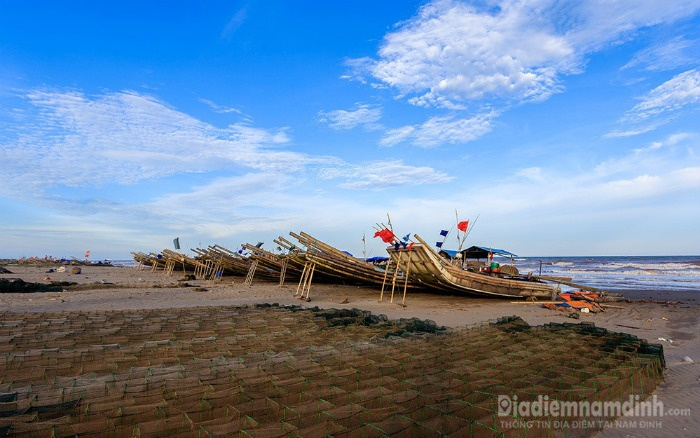 Diadiemnamdinh.com
THÔNG TIN ĐỊA ĐIỂM TẠI NAM ĐỊNH